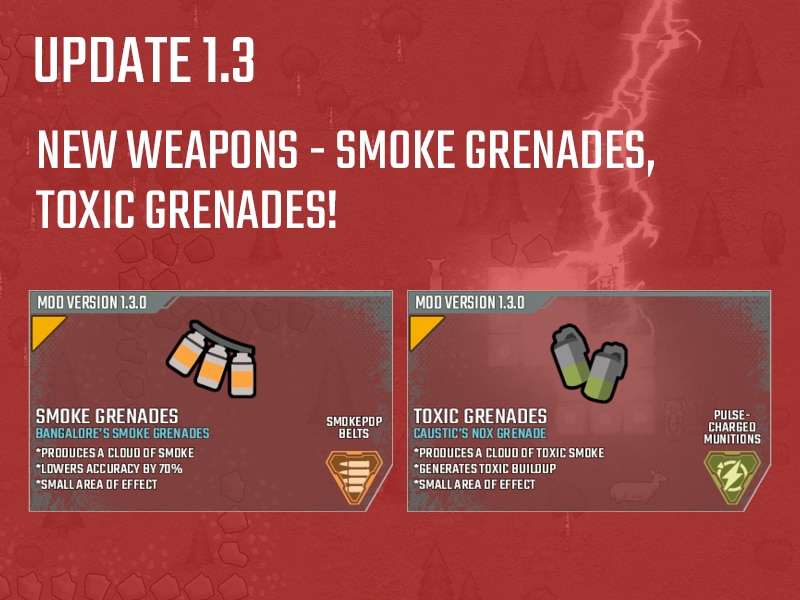 UPDATE 1.3
NEW WEAPONS - SMOKE GRENADES,
TOXIC GRENADES!
MOD VERSION 1.3.0
SMOKE GRENADES
BANGALORE'S SMOKE GRENADES
*PRODUCES A CLOUD OF SMOKE
*LOWERS ACCURACY BY 70%
*SMALL AREA OF EFFECT
SMOKEPOP
BELTS
MOD VERSION 1.3.0
TOXIC GRENADES
CAUSTIC'S NOX GRENADE
*PRODUCES A CLOUD OF TOXIC SMOKE
*GENERATES TOXIC BUILDUP
*SMALL AREA OF EFFECT
PULSE-
CHARGED
MUNITIONS